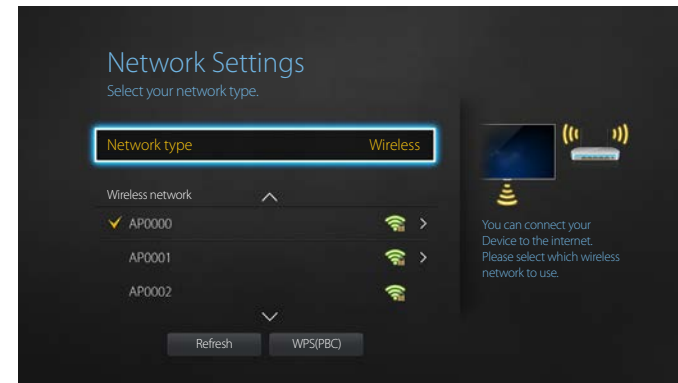 Network Settings
Select your network type.
Network type Wireless
Wireless network
AP0000
AP0001
AP0002
Refresh WPS(PBC)
You can connect your
Device to the internet.
Please select which wireless
network to use.